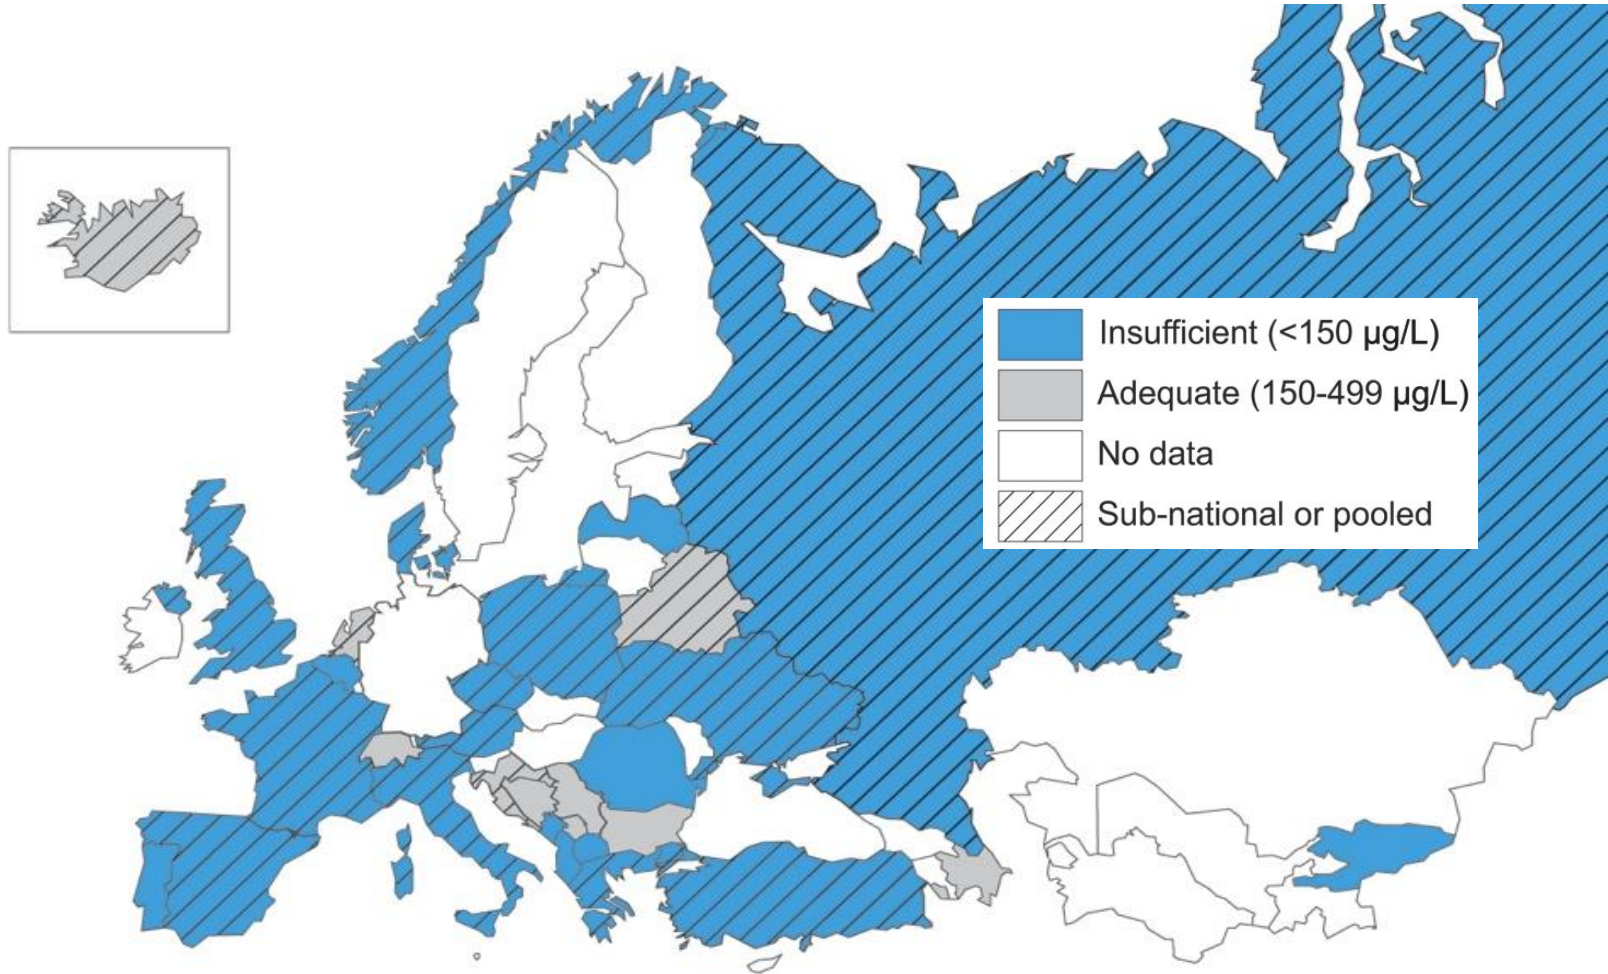 Insufficient (<150 µg/L)
Adequate (150-499 µg/L)
No data
Sub-national or pooled